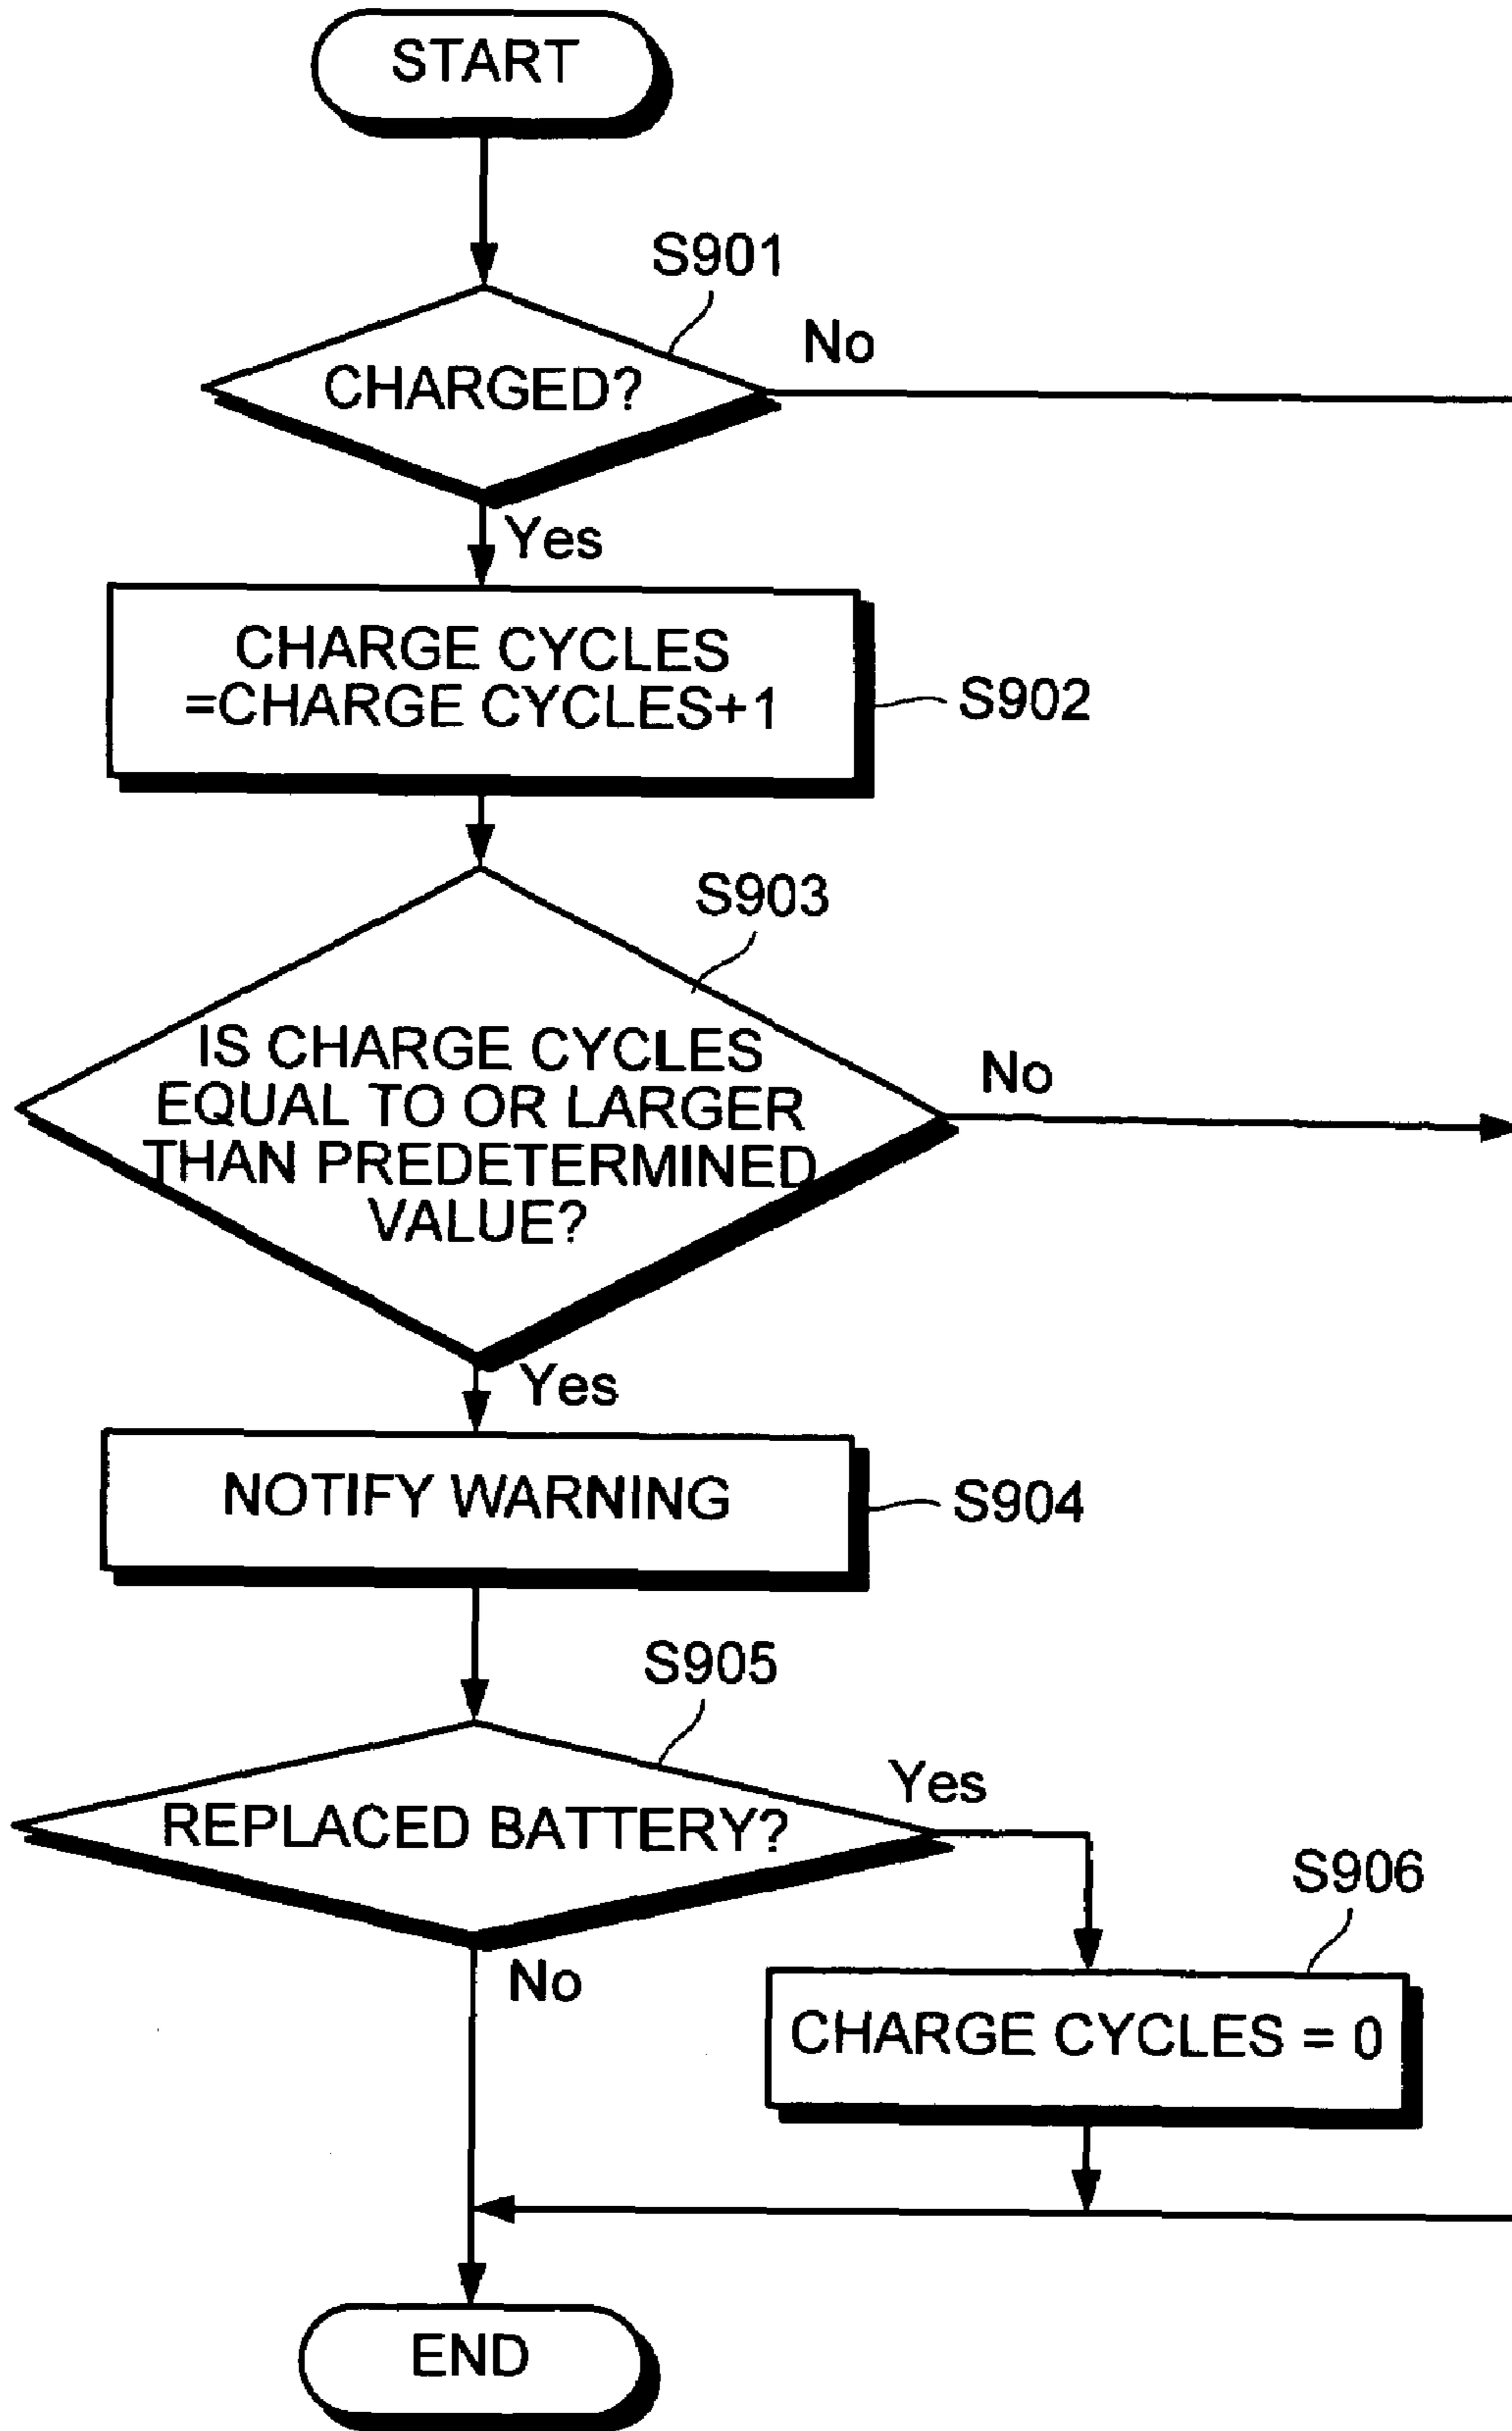 START
S901
CHARGED?
No
Yes
CHARGE CYCLES
=CHARGE CYCLES+1
S902
S903
IS CHARGE CYCLES
EQUAL TO OR LARGER
THAN PREDETERMINED
VALUE?
No
Yes
NOTIFY WARNING
S904
S905
REPLACED BATTERY?
Yes
No
S906
CHARGE CYCLES = 0
END